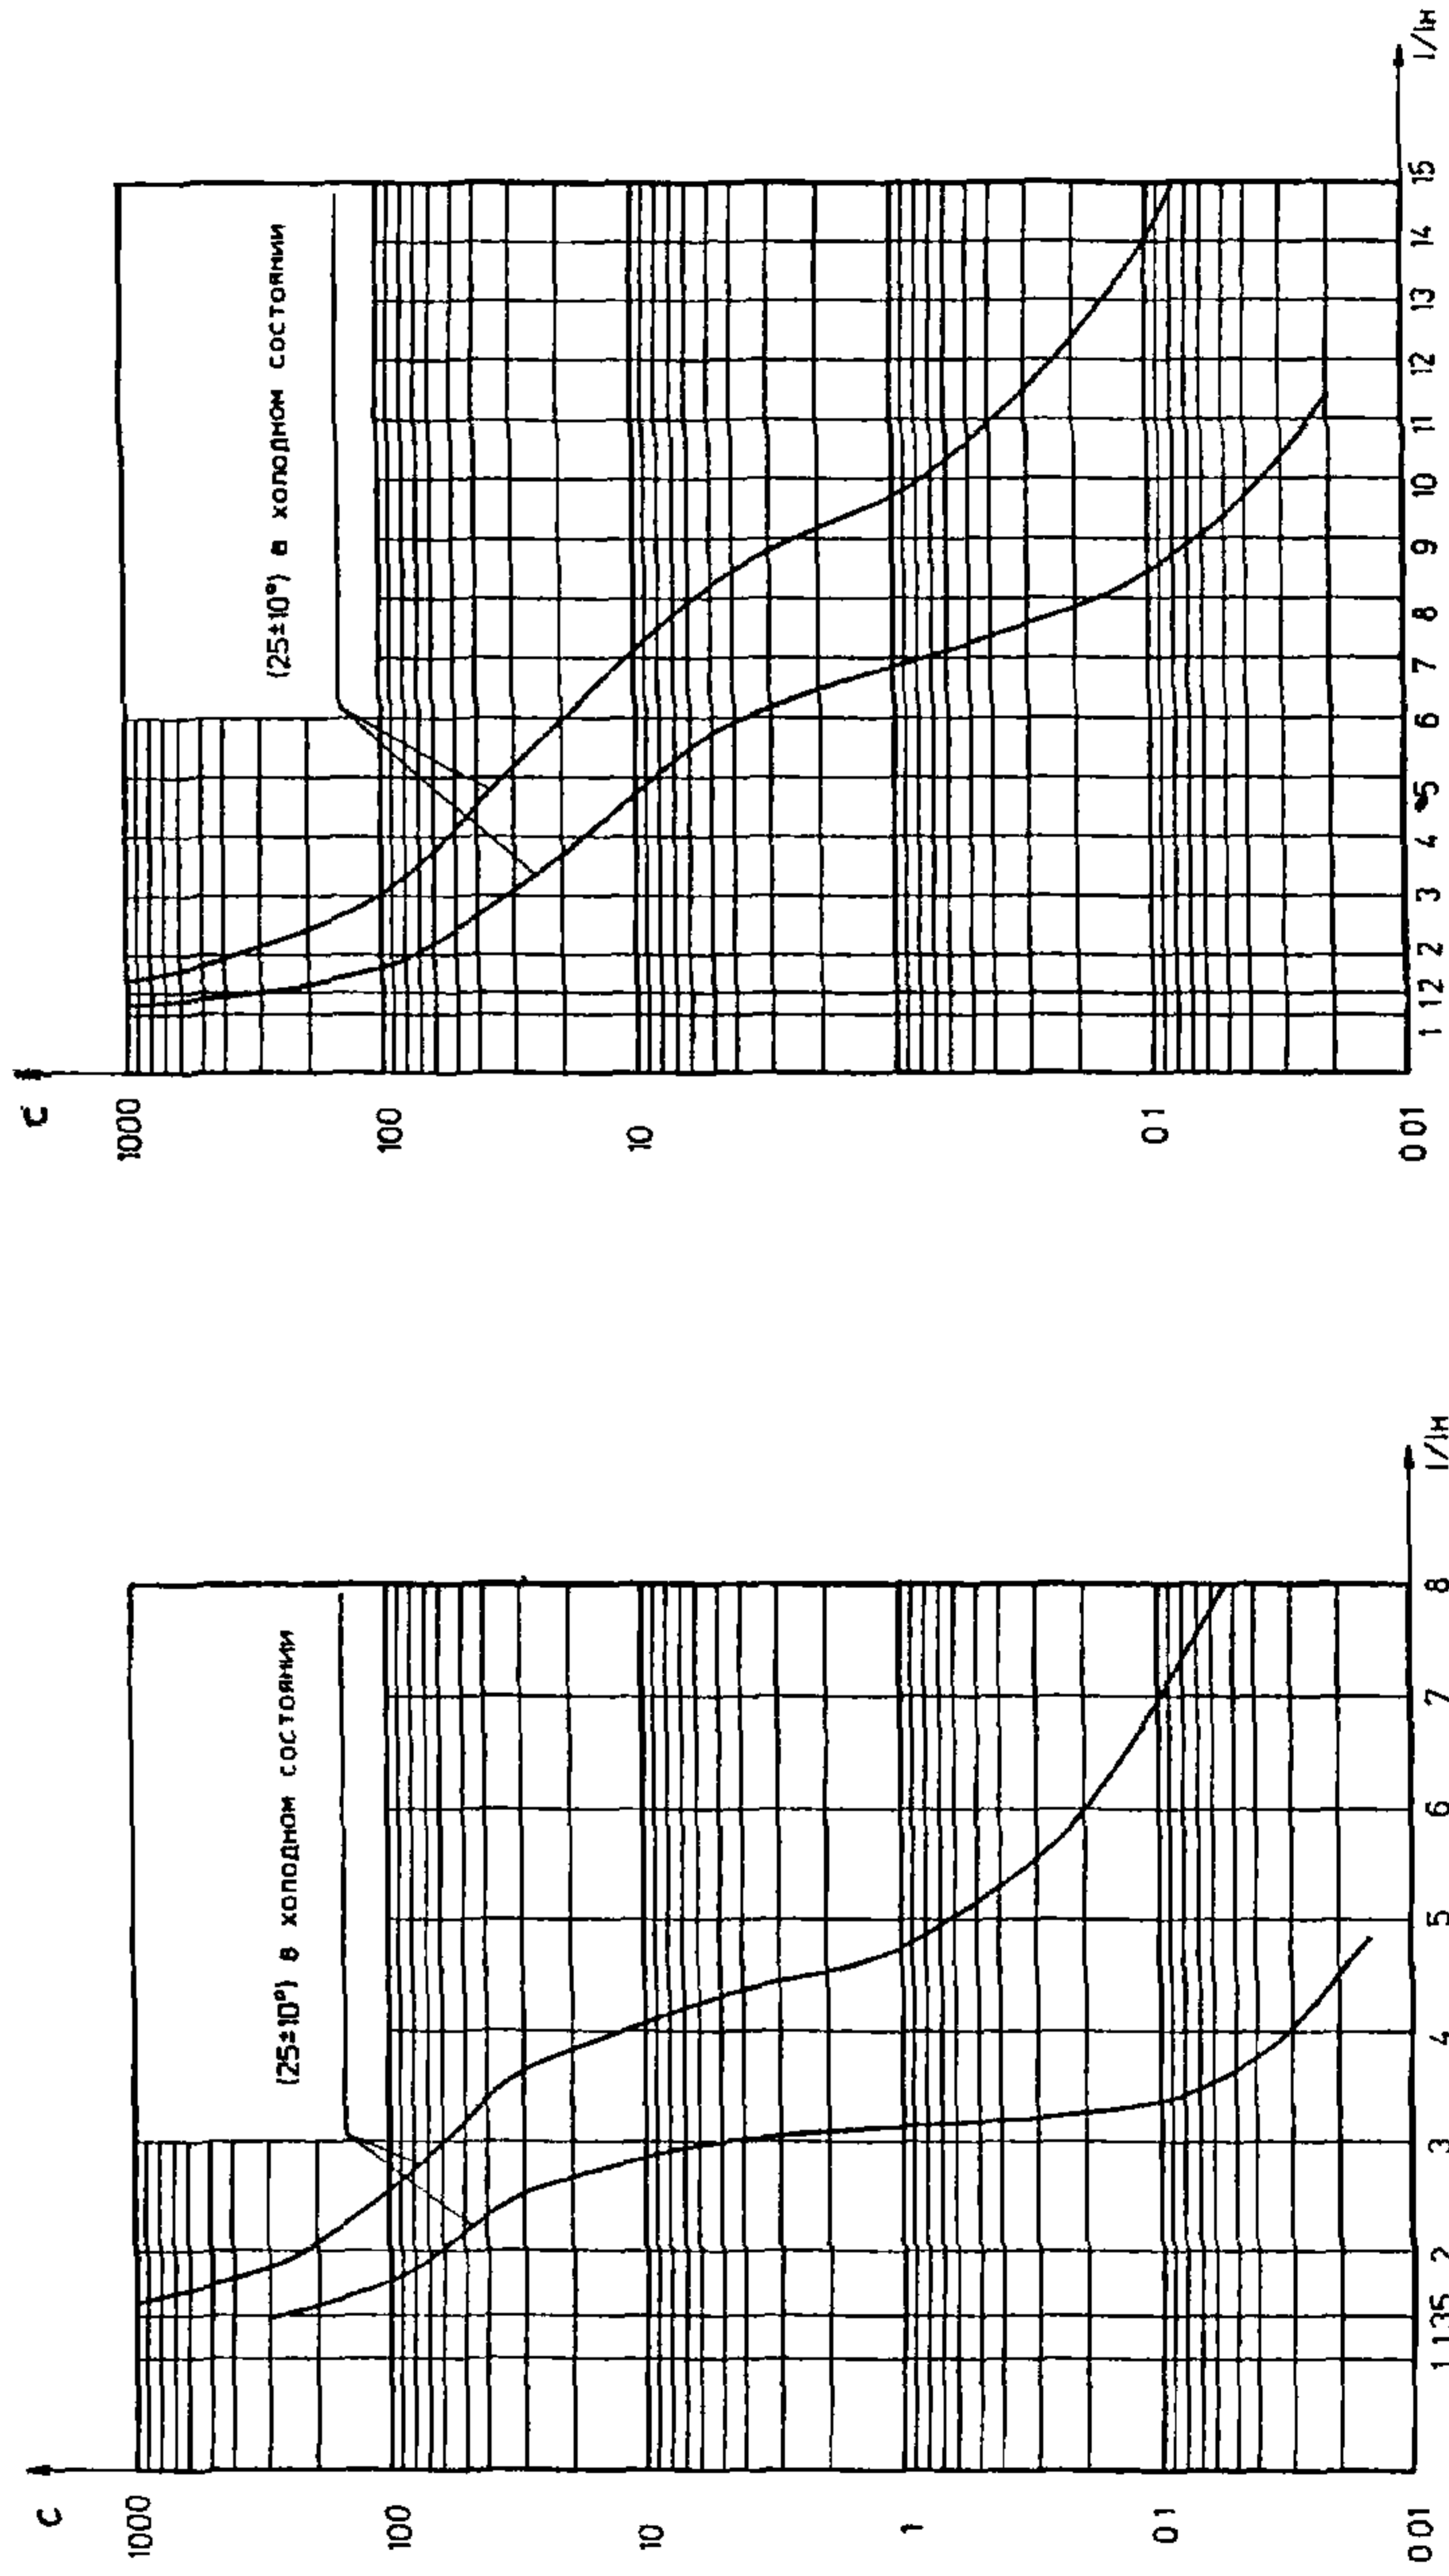 с
1000
100
10
1
0 1
0 01
(25±10°) в холодном состоянии
1 1 35 2 3 4 5 6 7 8
I/Iн
с
1000
100
10
0 1
0 01
(25±10°) в холодном состоянии
1 1 2 2 3 4 5 6 7 8 9 10 11 12 13 14 15
I/Iн